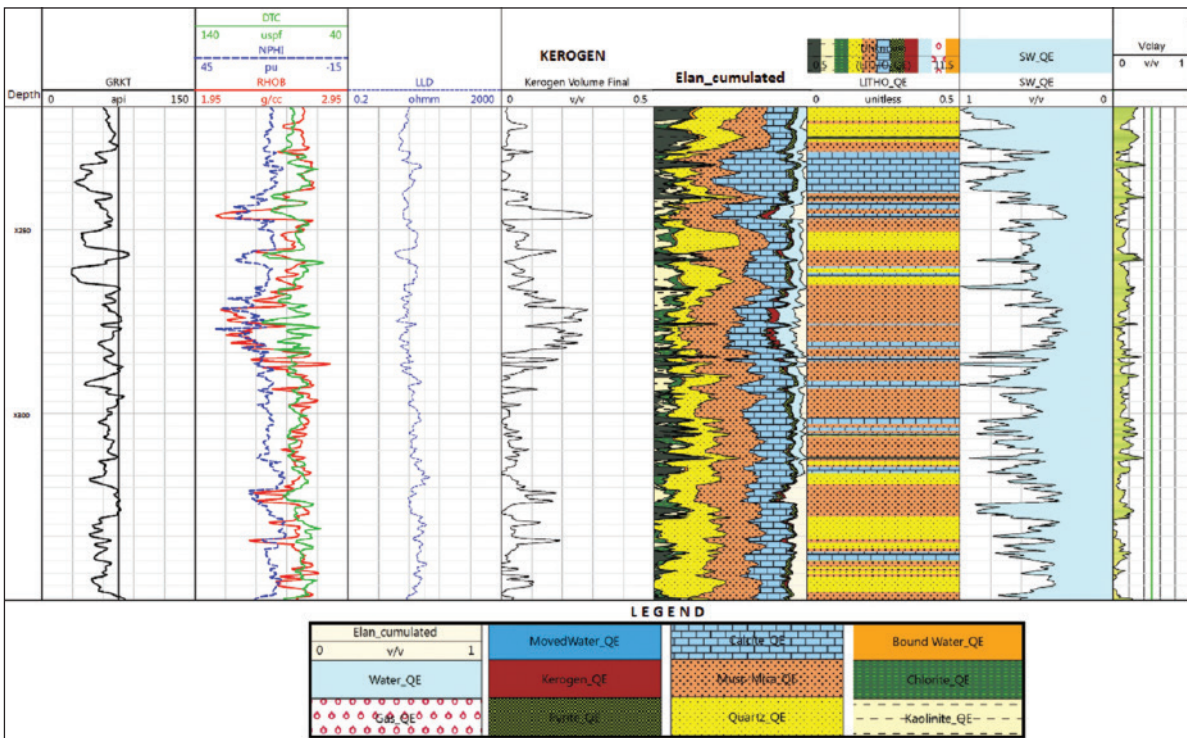 DTC
140 uspf 40
NPHI
45 pu -15
GRKT
RHOB
LLD
KEROGEN
Kerogen Volume Final
Elan_cumulated
LITHO_QE
SW_QE
SW_QE
Vclay
0 v/v 1
Depth
0 api 150
1.95 g/cc 2.95
0.2 ohmm 2000
0 v/v 0.5
0 unitless 0.5
1 v/v 0
X250
X300
LEGEND
Elan_cumulated
0 v/v 1
MovedWater_QE
Calcite_QE
Bound Water_QE
Water_QE
Kerogen_QE
Musp Mica_QE
Chlorite_QE
Gas_QE
Pyrite_QE
Quartz_QE
Kaolinite_QE